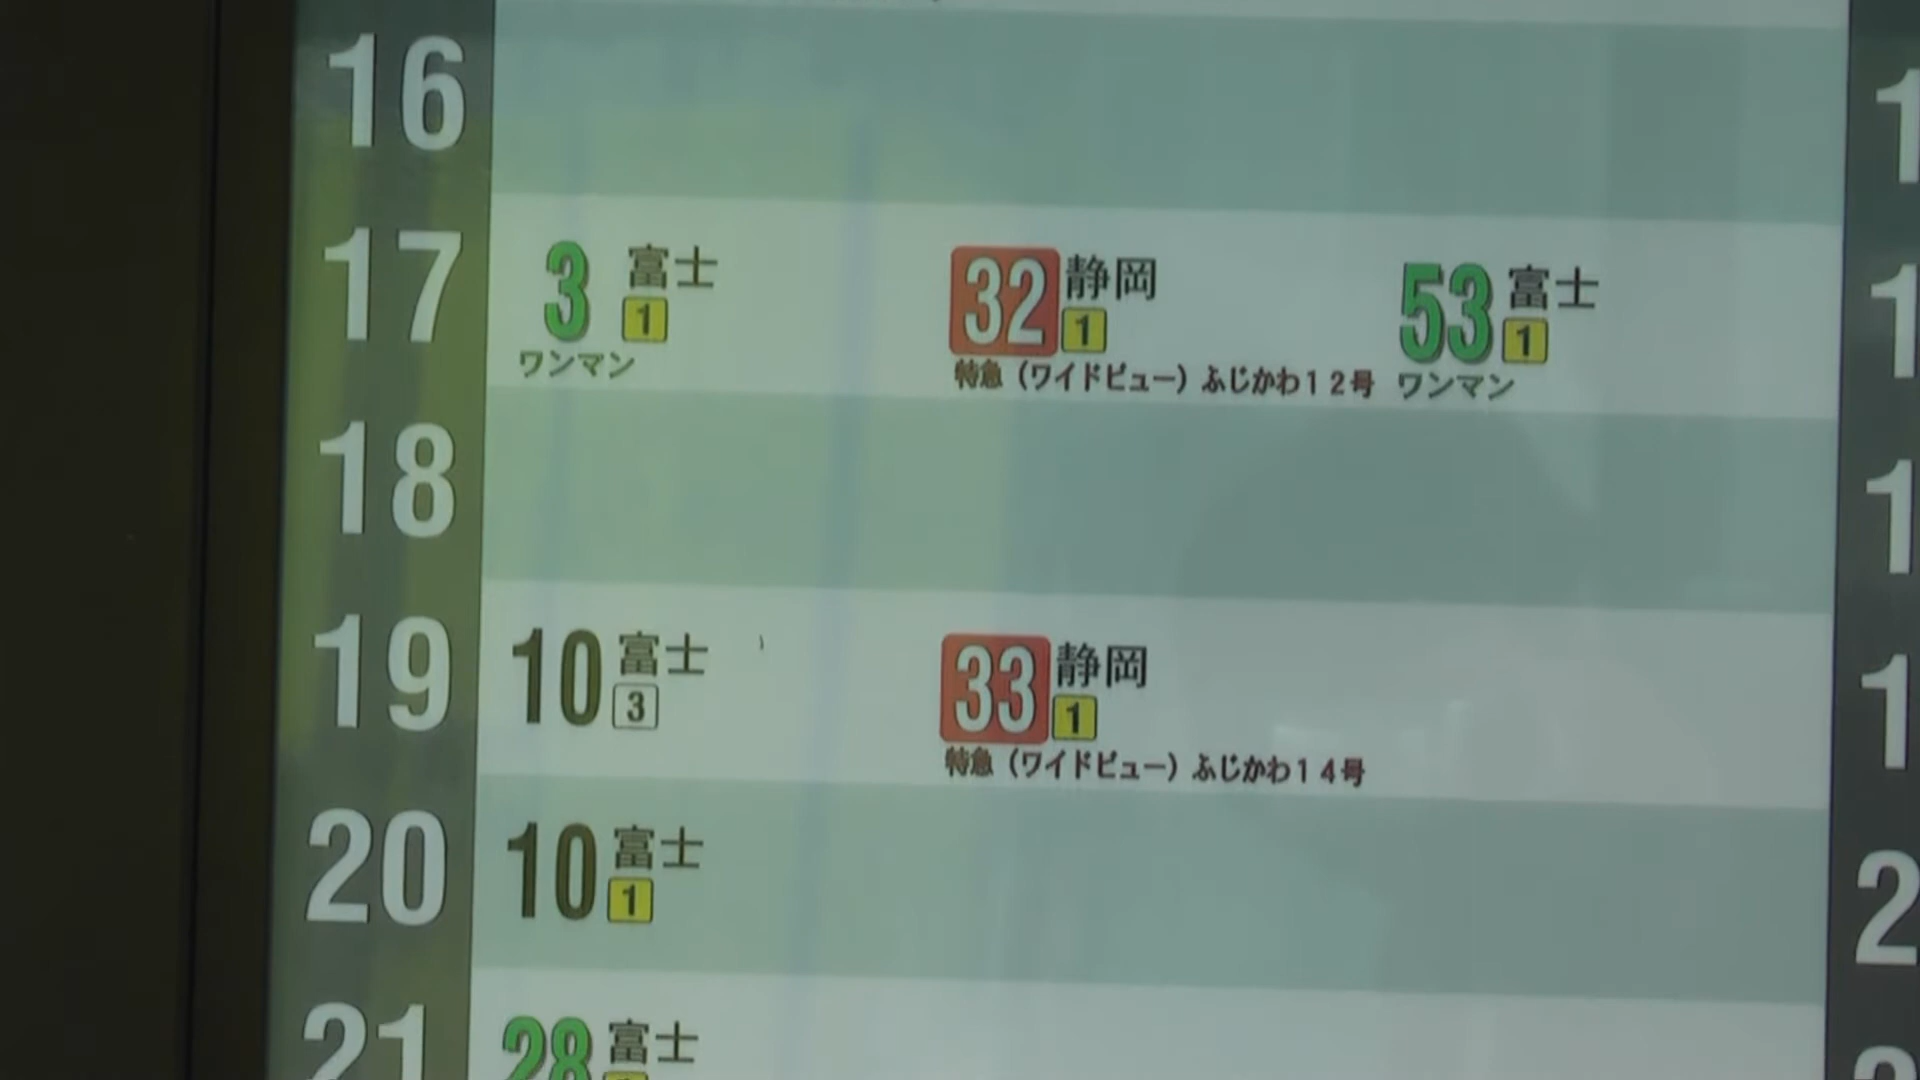 16
17 3 富士 32 静岡 53 富士
1 1 1
ワンマン 特急（ワイドビュー）ふじかわ12号 ワンマン
18
19 10 富士 33 静岡
3 1
特急（ワイドビュー）ふじかわ14号
20 10 富士
1
21 28 富士